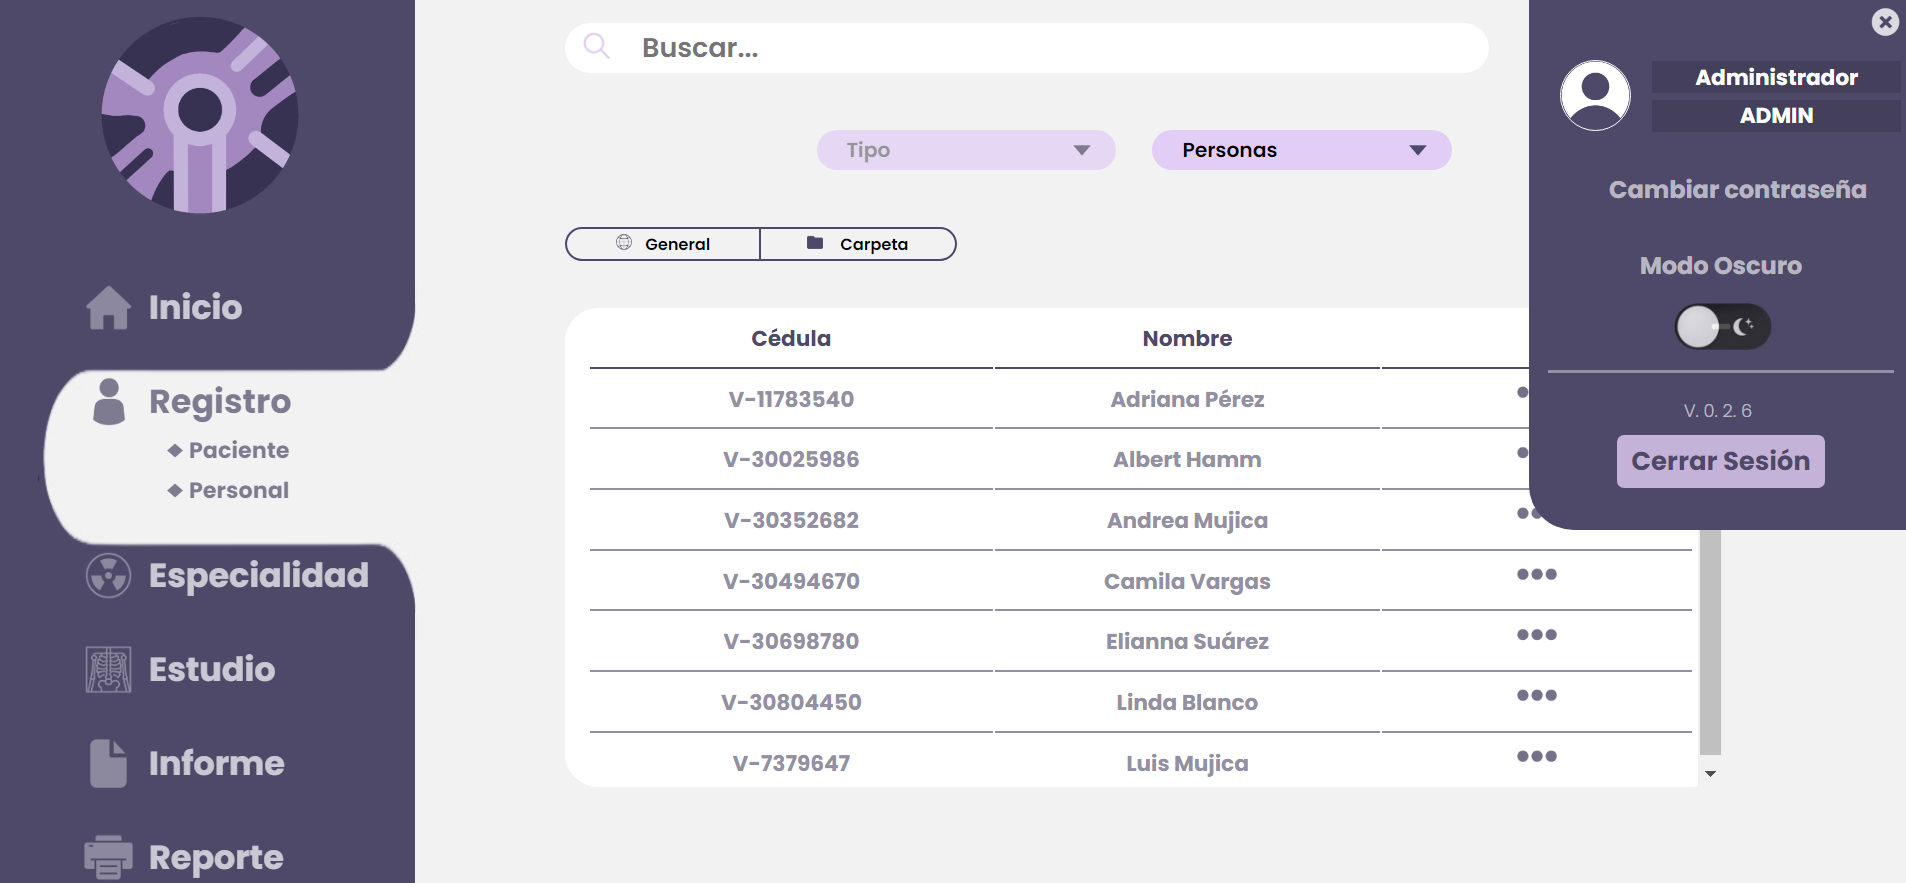 Buscar...
Tipo
Personas
General
Carpeta
Inicio
Registro
Paciente
Personal
Especialidad
Estudio
Informe
Reporte
Cédula Nombre
V-11783540 Adriana Pérez
V-30025986 Albert Hamm
V-30352682 Andrea Mujica
V-30494670 Camila Vargas
V-30698780 Elianna Suárez
V-30804450 Linda Blanco
V-7379647 Luis Mujica
Administrador
ADMIN
Cambiar contraseña
Modo Oscuro
V. 0. 2. 6
Cerrar Sesión